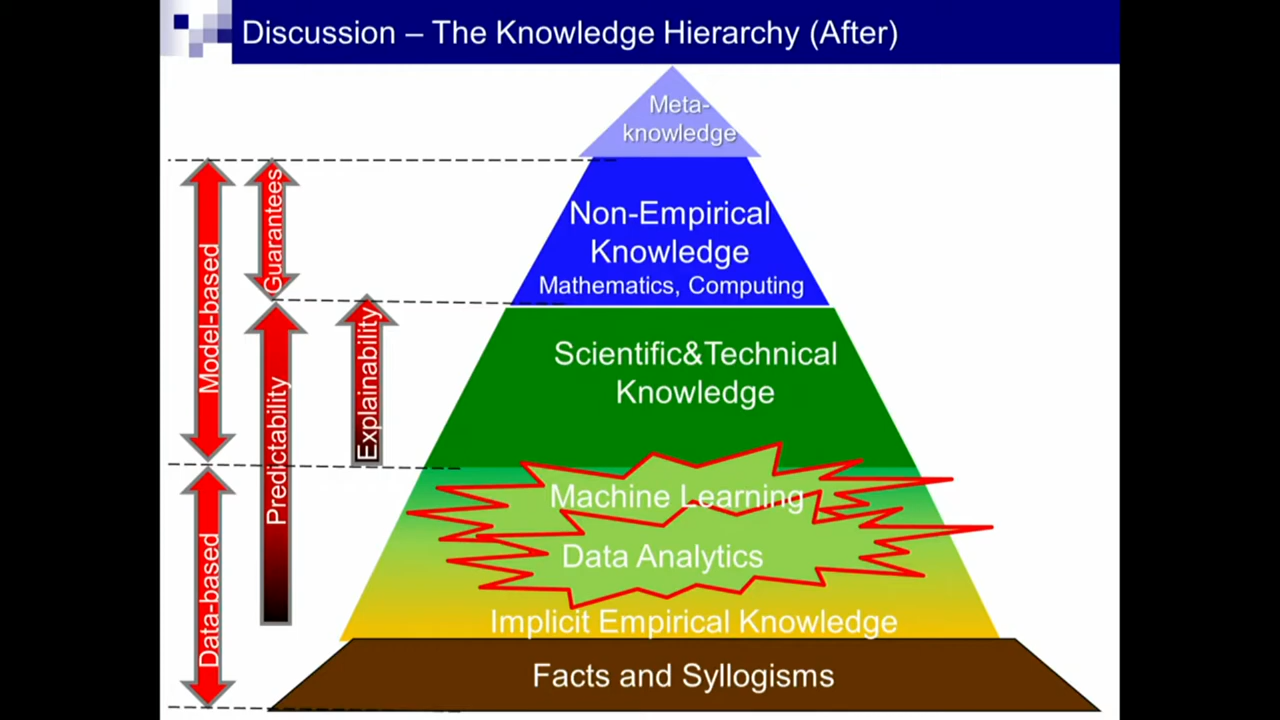 Discussion – The Knowledge Hierarchy (After)
Meta-
knowledge
Non-Empirical
Knowledge
Mathematics, Computing
Scientific&Technical
Knowledge
Machine Learning
Data Analytics
Implicit Empirical Knowledge
Facts and Syllogisms
Model-based
Guarantees
Predictability
Explainability
Data-based